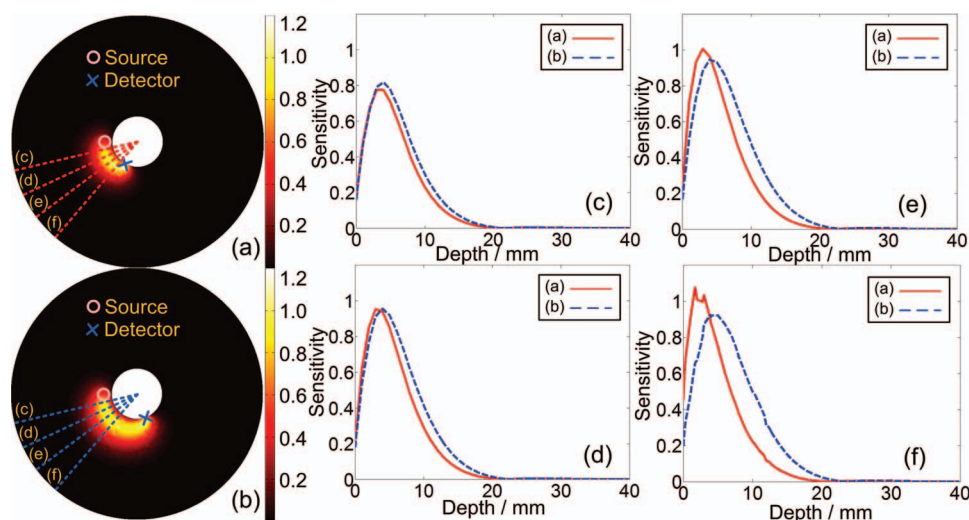 Source
Detector
(c)
(d)
(e)
(f)
(a)
1.2
1.0
0.8
0.6
0.4
0.2
Source
Detector
(c)
(d)
(e)
(f)
(b)
1.2
1.0
0.8
0.6
0.4
0.2
Sensitivity
1
0.8
0.6
0.4
0.2
0
0 10 20 30 40
Depth / mm
(a)
(b)
(c)
Sensitivity
1
0.8
0.6
0.4
0.2
0
0 10 20 30 40
Depth / mm
(a)
(b)
(e)
Sensitivity
1
0.8
0.6
0.4
0.2
0
0 10 20 30 40
Depth / mm
(a)
(b)
(d)
Sensitivity
1
0.8
0.6
0.4
0.2
0
0 10 20 30 40
Depth / mm
(a)
(b)
(f)